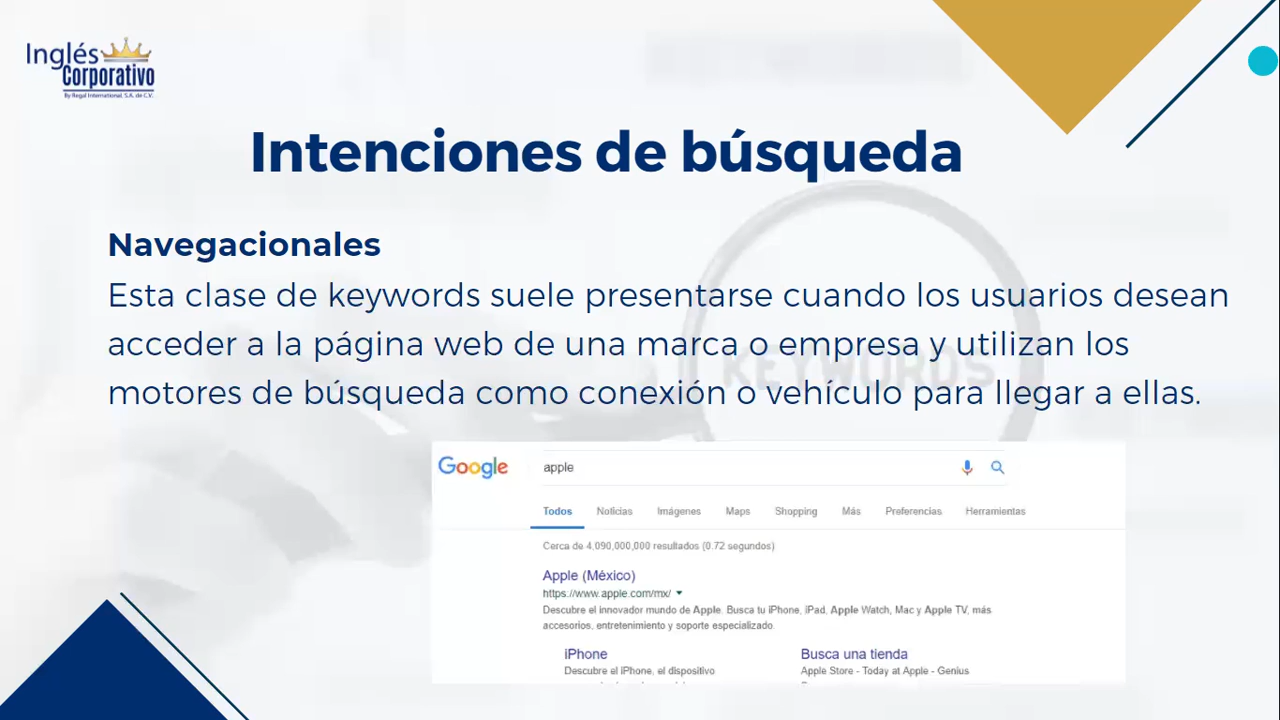 Inglés
Corporativo
By Regal International, S.A. de C.V.
Intenciones de búsqueda
Navegacionales
Esta clase de keywords suele presentarse cuando los usuarios desean
acceder a la página web de una marca o empresa y utilizan los
motores de búsqueda como conexión o vehículo para llegar a ellas.
KEYWORDS
Google apple
Todos Noticias Imágenes Maps Shopping Más Preferencias Herramientas
Cerca de 4,090,000,000 resultados (0.72 segundos)
Apple (México)
https://www.apple.com/mx/
Descubre el innovador mundo de Apple. Busca tu iPhone, iPad, Apple Watch, Mac y Apple TV, más
accesorios, entretenimiento y soporte especializado.
iPhone Busca una tienda
Descubre el iPhone, el dispositivo Apple Store - Today at Apple - Genius